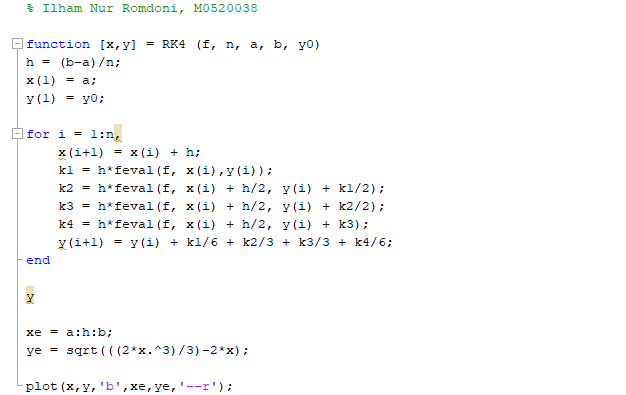 % Ilham Nur Romdoni, M0520038
function [x,y] = RK4 (f, n, a, b, y0)
h = (b-a)/n;
x(1) = a;
y(1) = y0;
for i = 1:n,
x(i+1) = x(i) + h;
k1 = h*feval(f, x(i),y(i));
k2 = h*feval(f, x(i) + h/2, y(i) + k1/2);
k3 = h*feval(f, x(i) + h/2, y(i) + k2/2);
k4 = h*feval(f, x(i) + h/2, y(i) + k3);
y(i+1) = y(i) + k1/6 + k2/3 + k3/3 + k4/6;
end
y
xe = a:h:b;
ye = sqrt(((2*x.^3)/3)-2*x);
plot(x,y,'b',xe,ye,'--r');